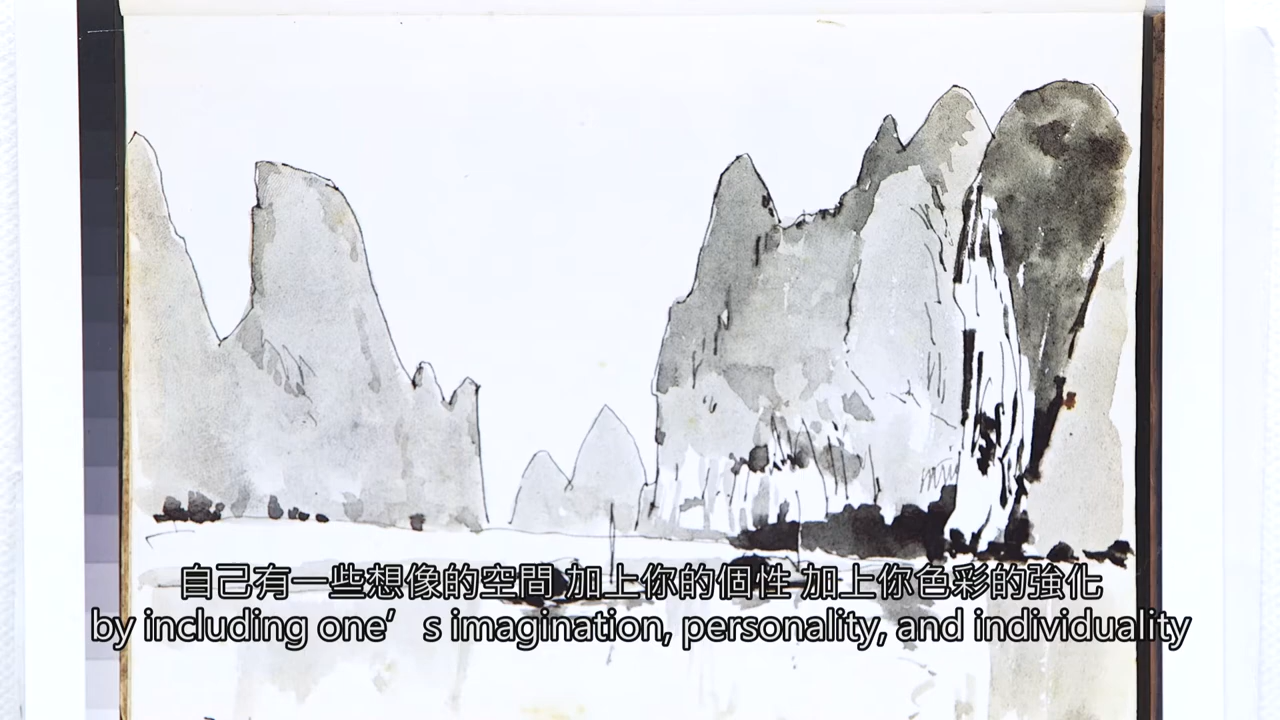 自己有一些想像的空間 加上你的個性 加上你色彩的強化
by including one’s imagination, personality, and individuality